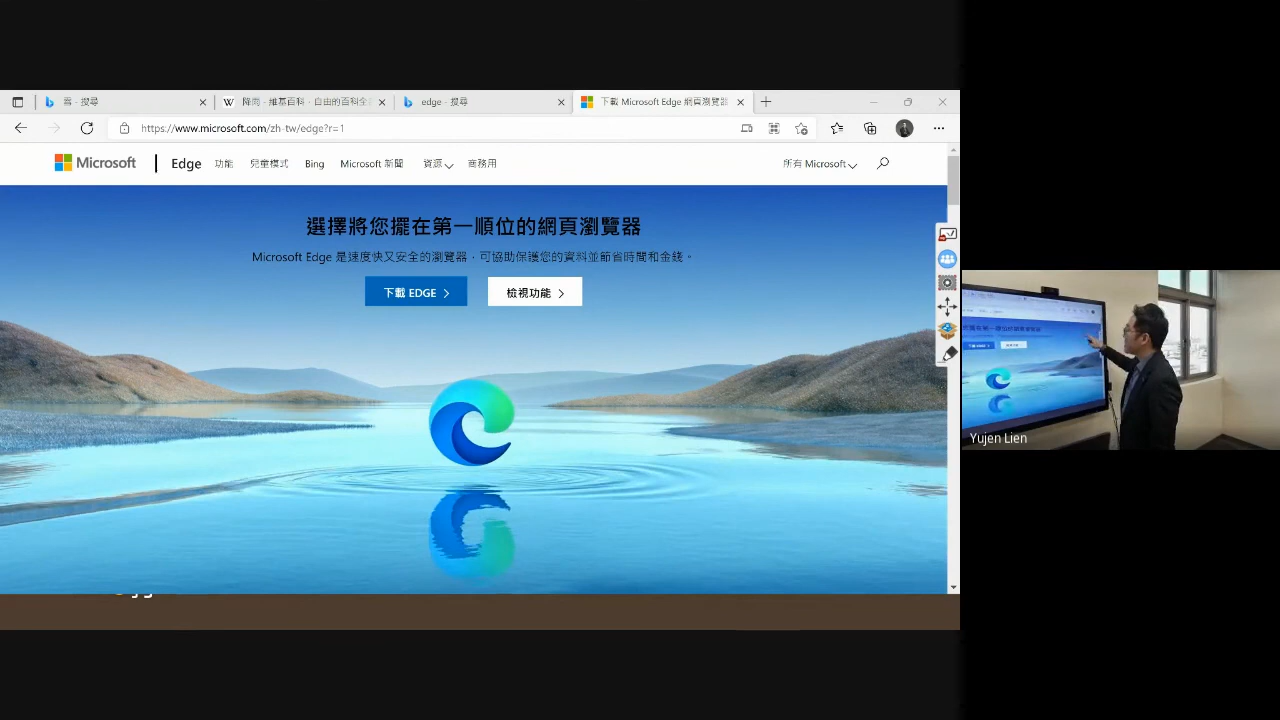 雲 - 搜尋
降雨 - 維基百科，自由的百科全
edge - 搜尋
下載 Microsoft Edge 網頁瀏覽器
https://www.microsoft.com/zh-tw/edge?r=1
Microsoft
Edge
功能
兒童模式
Bing
Microsoft 新聞
資源
商務用
所有 Microsoft
選擇將您擺在第一順位的網頁瀏覽器
Microsoft Edge 是速度快又安全的瀏覽器，可協助保護您的資料並節省時間和金錢。
下載 EDGE
檢視功能
Yujen Lien